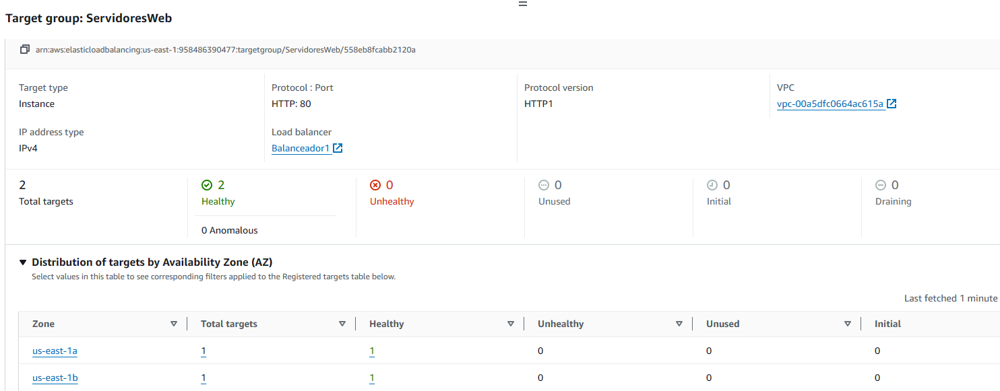 Target group: ServidoresWeb
arn:aws:elasticloadbalancing:us-east-1:958486390477:targetgroup/ServidoresWeb/558eb8fcabb2120a
Target type
Instance
Protocol : Port
HTTP: 80
Protocol version
HTTP1
VPC
vpc-00a5dfc0664ac615a
IP address type
IPv4
Load balancer
Balanceador1
2
Total targets
2
Healthy
0 Anomalous
0
Unhealthy
0
Unused
0
Initial
0
Draining
Distribution of targets by Availability Zone (AZ)
Select values in this table to see corresponding filters applied to the Registered targets table below.
Last fetched 1 minute
Zone Total targets Healthy Unhealthy Unused Initial
us-east-1a 1 1 0 0 0
us-east-1b 1 1 0 0 0